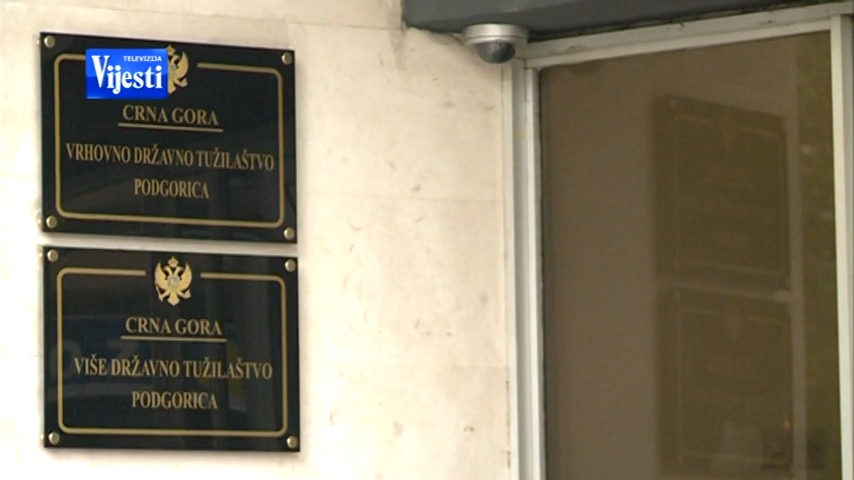 TELEVIZIJA
Vijesti
CRNA GORA
VRHOVNO DRŽAVNO TUŽILAŠTVO
PODGORICA
CRNA GORA
VIŠE DRŽAVNO TUŽILAŠTVO
PODGORICA